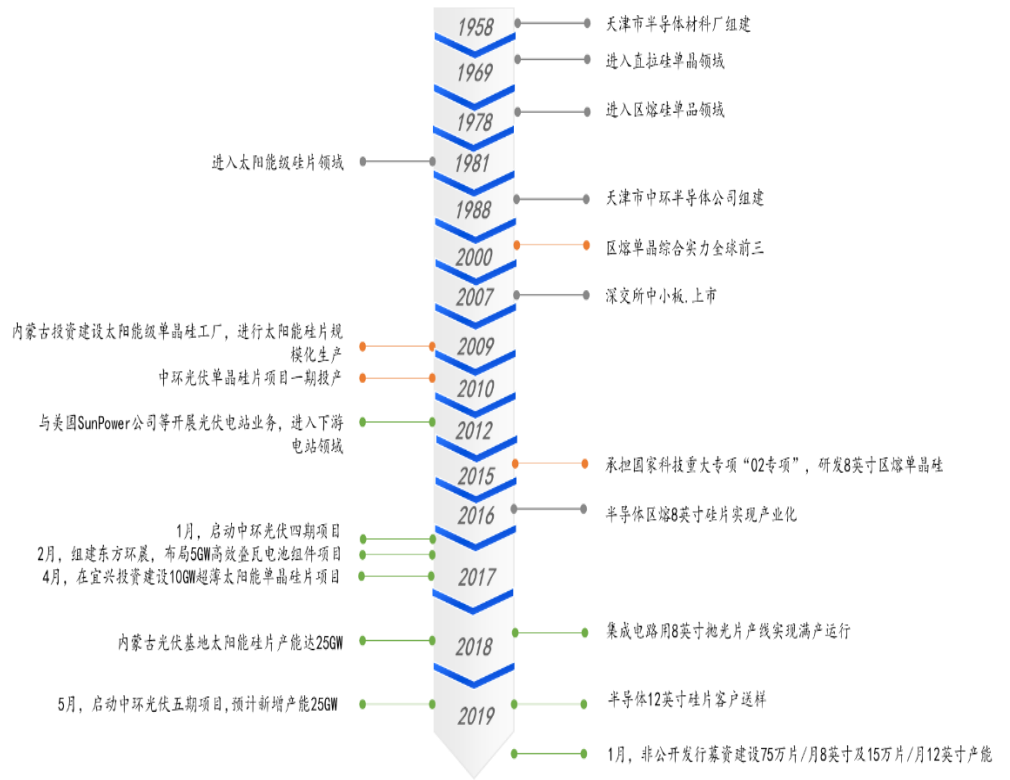 1958
天津市半导体材料厂组建
1969
进入直拉硅单晶领域
1978
进入区熔硅单晶领域
进入太阳能级硅片领域
1981
1988
天津市中环半导体公司组建
2000
区熔单晶综合实力全球前三
2007
深交所中小板.上市
内蒙古投资建设太阳能级单晶硅工厂，进行太阳能硅片规
模化生产
2009
中环光伏单晶硅片项目一期投产
2010
与美国SunPower公司等开展光伏电站业务，进入下游
电站领域
2012
2015
承担国家科技重大专项“02专项”，研发8英寸区熔单晶硅
2016
半导体区熔8英寸硅片实现产业化
1月，启动中环光伏四期项目
2月，组建东方环晟，布局5GW高效叠瓦电池组件项目
4月，在宜兴投资建设10GW超薄太阳能单晶硅片项目
2017
内蒙古光伏基地太阳能硅片产能达25GW
2018
集成电路用8英寸抛光片产线实现满产运行
5月，启动中环光伏五期项目,预计新增产能25GW
2019
半导体12英寸硅片客户送样
1月，非公开发行募资建设75万片/月8英寸及15万片/月12英寸产能